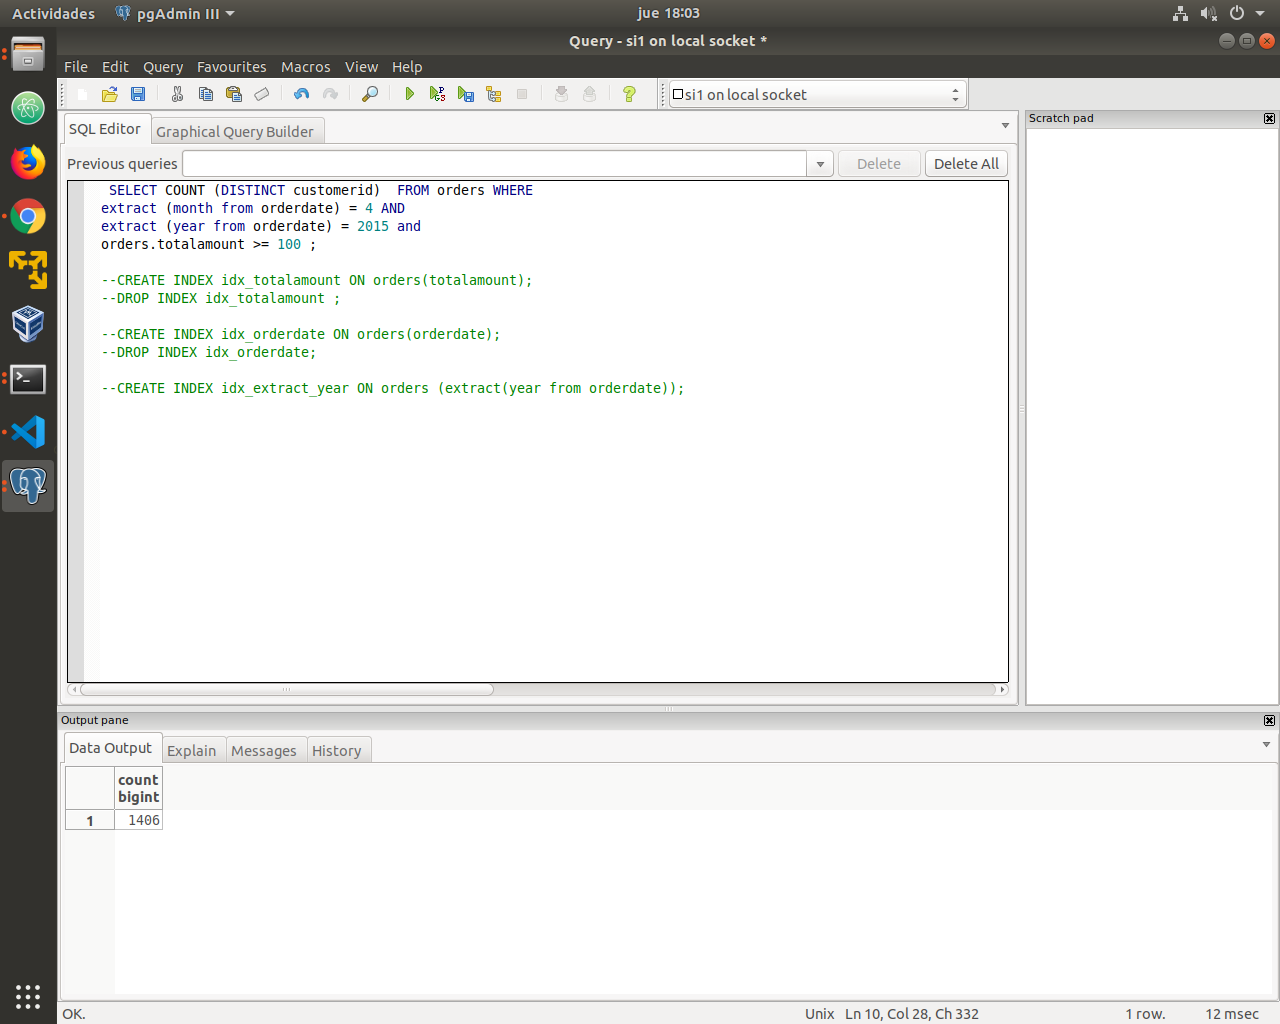 Actividades pgAdmin III jue 18:03
Query - si1 on local socket *
File Edit Query Favourites Macros View Help
si1 on local socket
SQL Editor Graphical Query Builder
Scratch pad
Previous queries Delete Delete All
SELECT COUNT (DISTINCT customerid)  FROM orders WHERE
extract (month from orderdate) = 4 AND
extract (year from orderdate) = 2015 and
orders.totalamount >= 100 ;
--CREATE INDEX idx_totalamount ON orders(totalamount);
--DROP INDEX idx_totalamount ;
--CREATE INDEX idx_orderdate ON orders(orderdate);
--DROP INDEX idx_orderdate;
--CREATE INDEX idx_extract_year ON orders (extract(year from orderdate));
Output pane
Data Output Explain Messages History
count
bigint
1 1406
OK. Unix Ln 10, Col 28, Ch 332 1 row. 12 msec